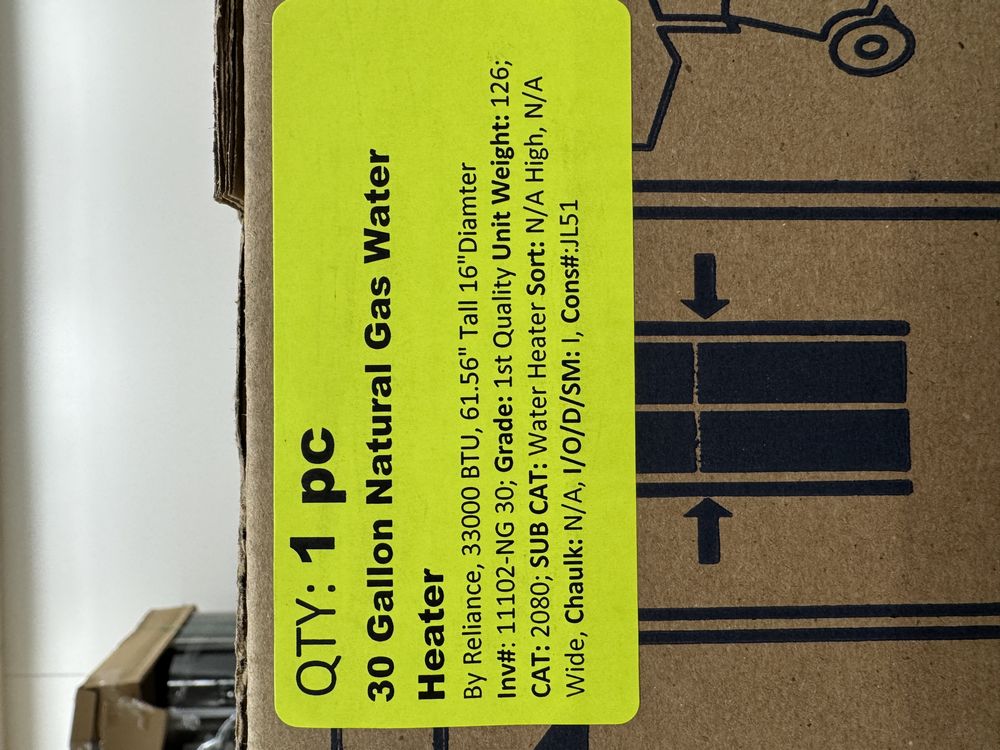 QTY: 1 pc
30 Gallon Natural Gas Water
Heater
By Reliance, 33000 BTU, 61.56" Tall 16"Diamter
Inv#: 11102-NG 30; Grade: 1st Quality Unit Weight: 126;
CAT: 2080; SUB CAT: Water Heater Sort: N/A High, N/A
Wide, Chaulk: N/A, I/O/D/SM: I, Cons#:JL51